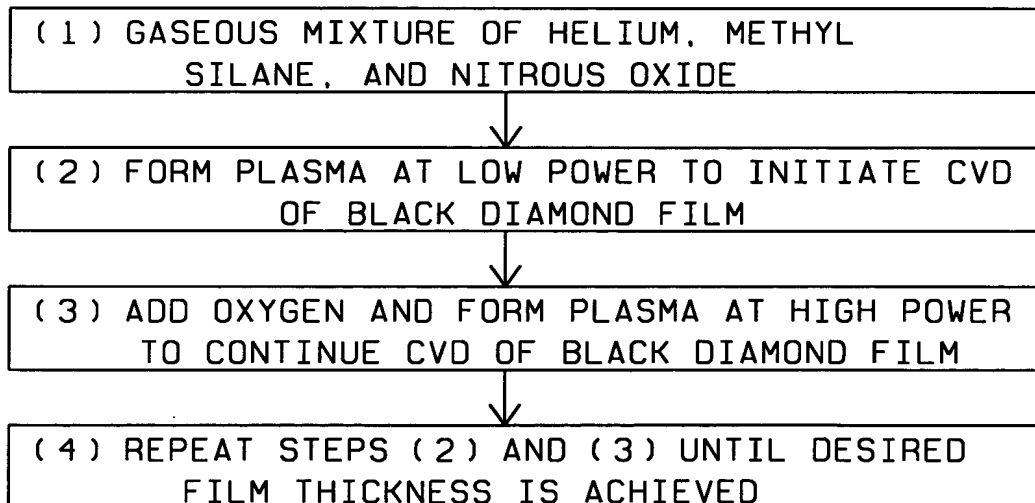 (1) GASEOUS MIXTURE OF HELIUM, METHYL
SILANE, AND NITROUS OXIDE
(2) FORM PLASMA AT LOW POWER TO INITIATE CVD
OF BLACK DIAMOND FILM
(3) ADD OXYGEN AND FORM PLASMA AT HIGH POWER
TO CONTINUE CVD OF BLACK DIAMOND FILM
(4) REPEAT STEPS (2) AND (3) UNTIL DESIRED
FILM THICKNESS IS ACHIEVED